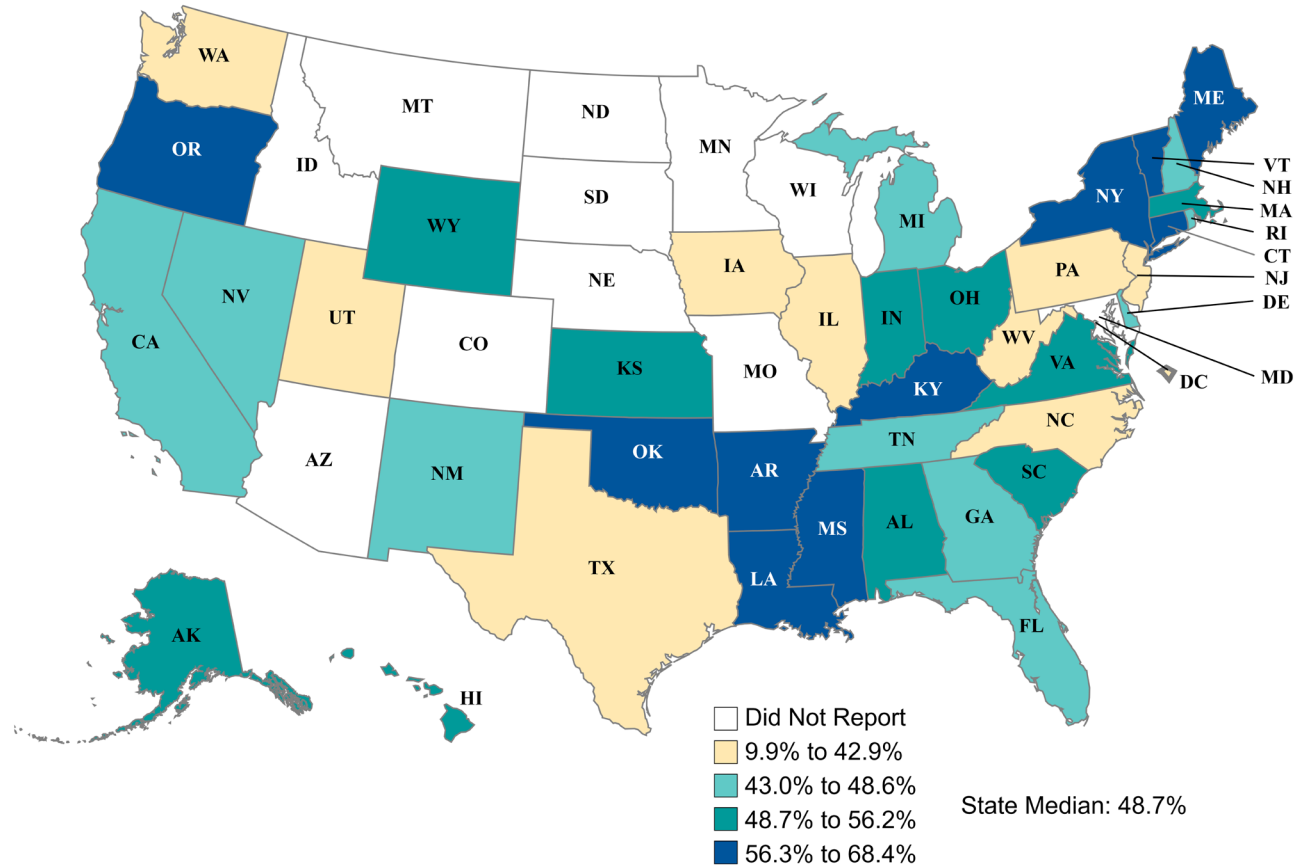 WA
MT
ND
MN
ME
OR
ID
SD
WI
VT
NH
NY
MA
WY
MI
RI
CT
NE
IA
PA
NJ
NV
IL
IN
OH
DE
UT
CO
WV
CA
KS
MO
VA
MD
DC
KY
NC
TN
OK
AZ
NM
AR
SC
MS
AL
GA
TX
LA
FL
AK
HI
Did Not Report
9.9% to 42.9%
43.0% to 48.6%
48.7% to 56.2%
56.3% to 68.4%
State Median: 48.7%